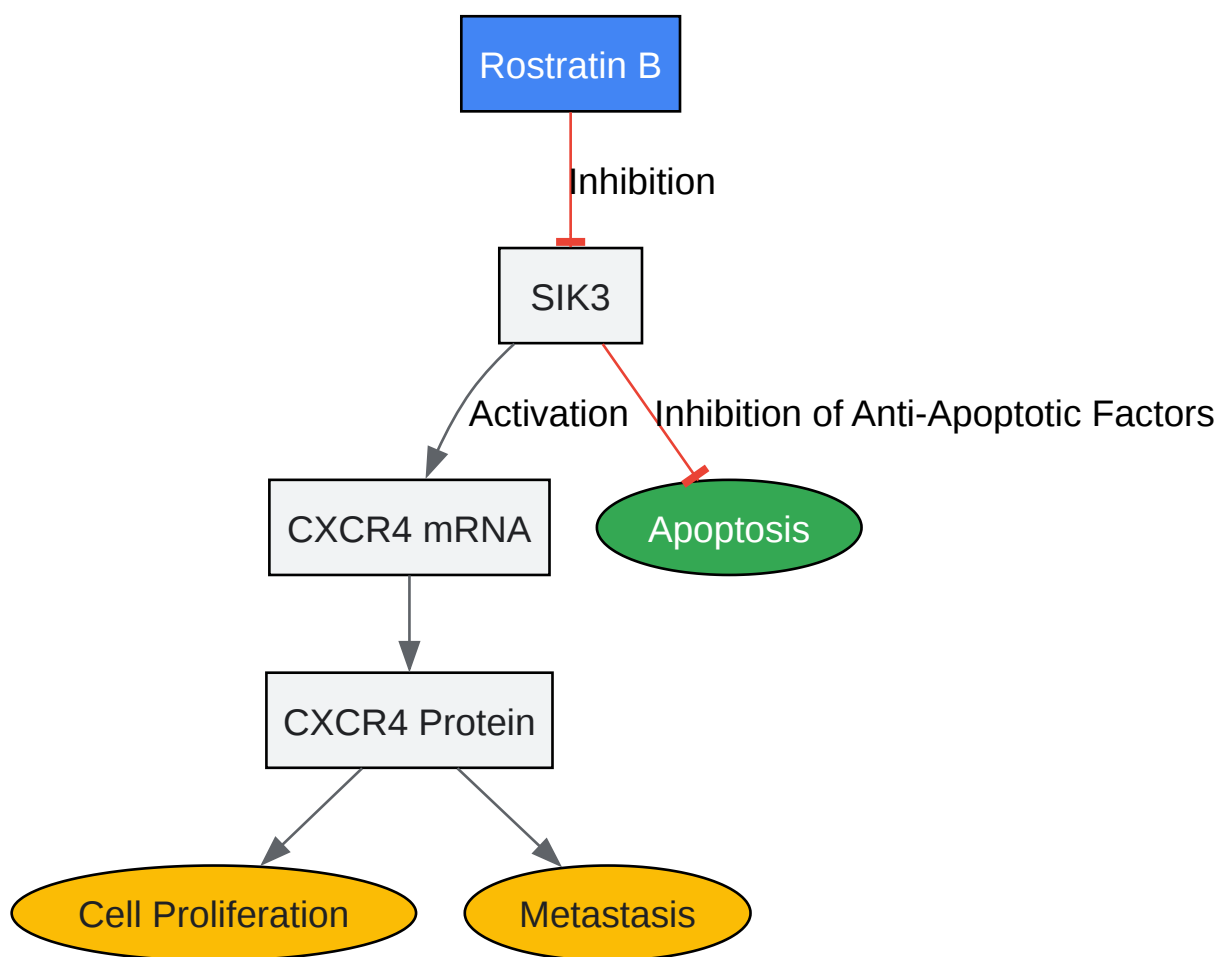 Rostratin B
Inhibition
SIK3
Activation
Inhibition of Anti-Apoptotic Factors
CXCR4 mRNA
Apoptosis
CXCR4 Protein
Cell Proliferation
Metastasis